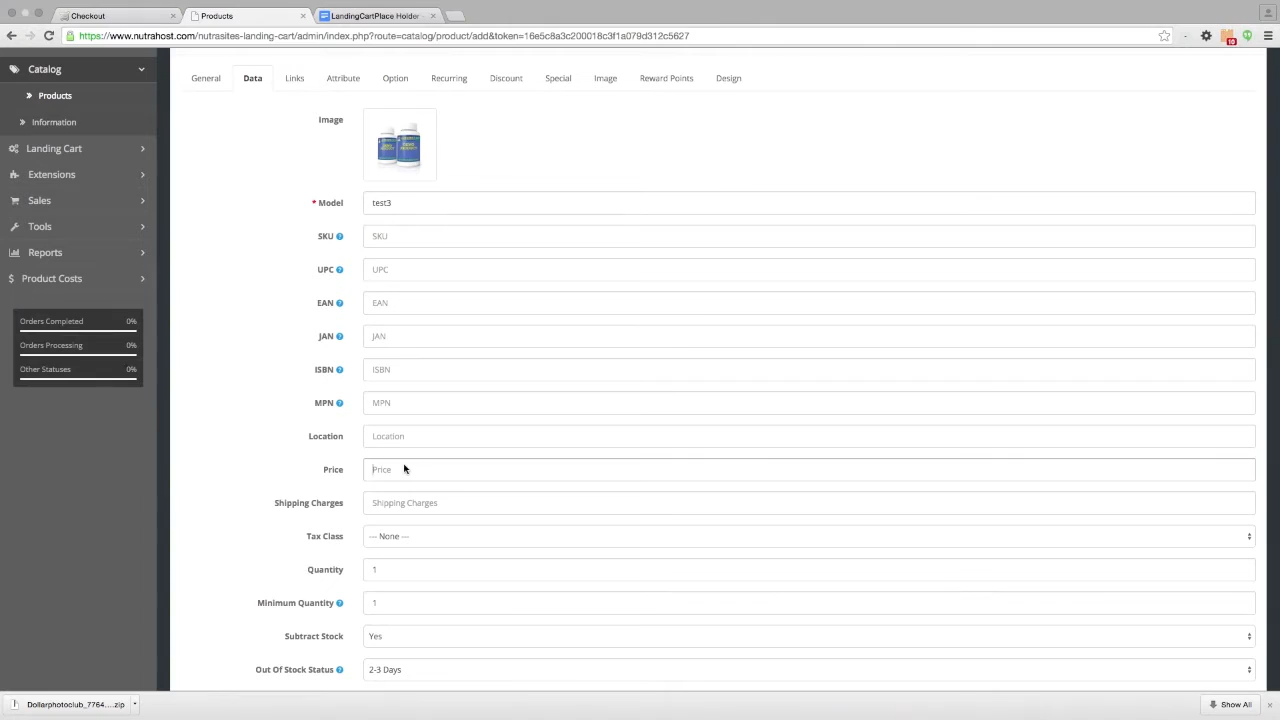 Checkout
Products
LandingCartPlace Holder
https://www.nutrahost.com/nutrasites-landing-cart/admin/index.php?route=catalog/product/add&token=16e5c8a3c200018c3f1a079d312c5627
10
Catalog
Products
Information
Landing Cart
Extensions
Sales
Tools
Reports
Product Costs
Orders Completed 0%
Orders Processing 0%
Other Statuses 0%
General Data Links Attribute Option Recurring Discount Special Image Reward Points Design
Image
* Model test3
SKU SKU
UPC UPC
EAN EAN
JAN JAN
ISBN ISBN
MPN MPN
Location Location
Price Price
Shipping Charges Shipping Charges
Tax Class --- None ---
Quantity 1
Minimum Quantity 1
Subtract Stock Yes
Out Of Stock Status 2-3 Days
Dollarphotoclub_7764....zip
Show All